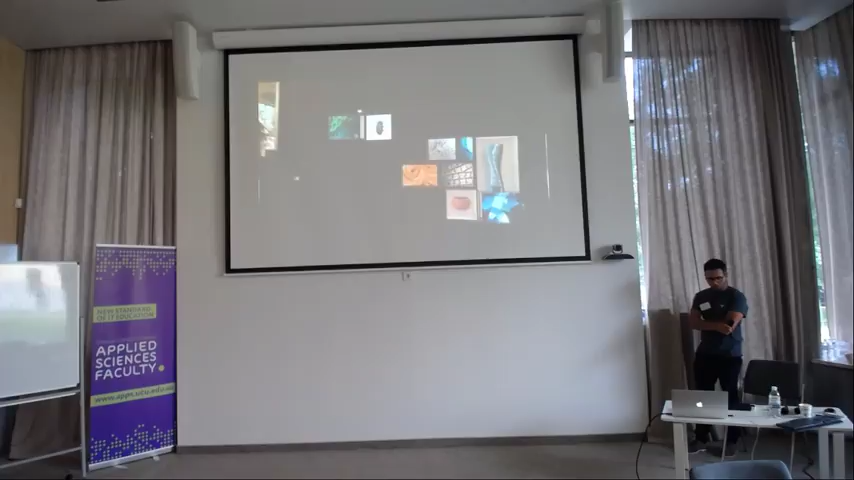 NEW STANDARD
OF IT EDUCATION
APPLIED
SCIENCES
FACULTY
www.apps.ucu.edu.ua